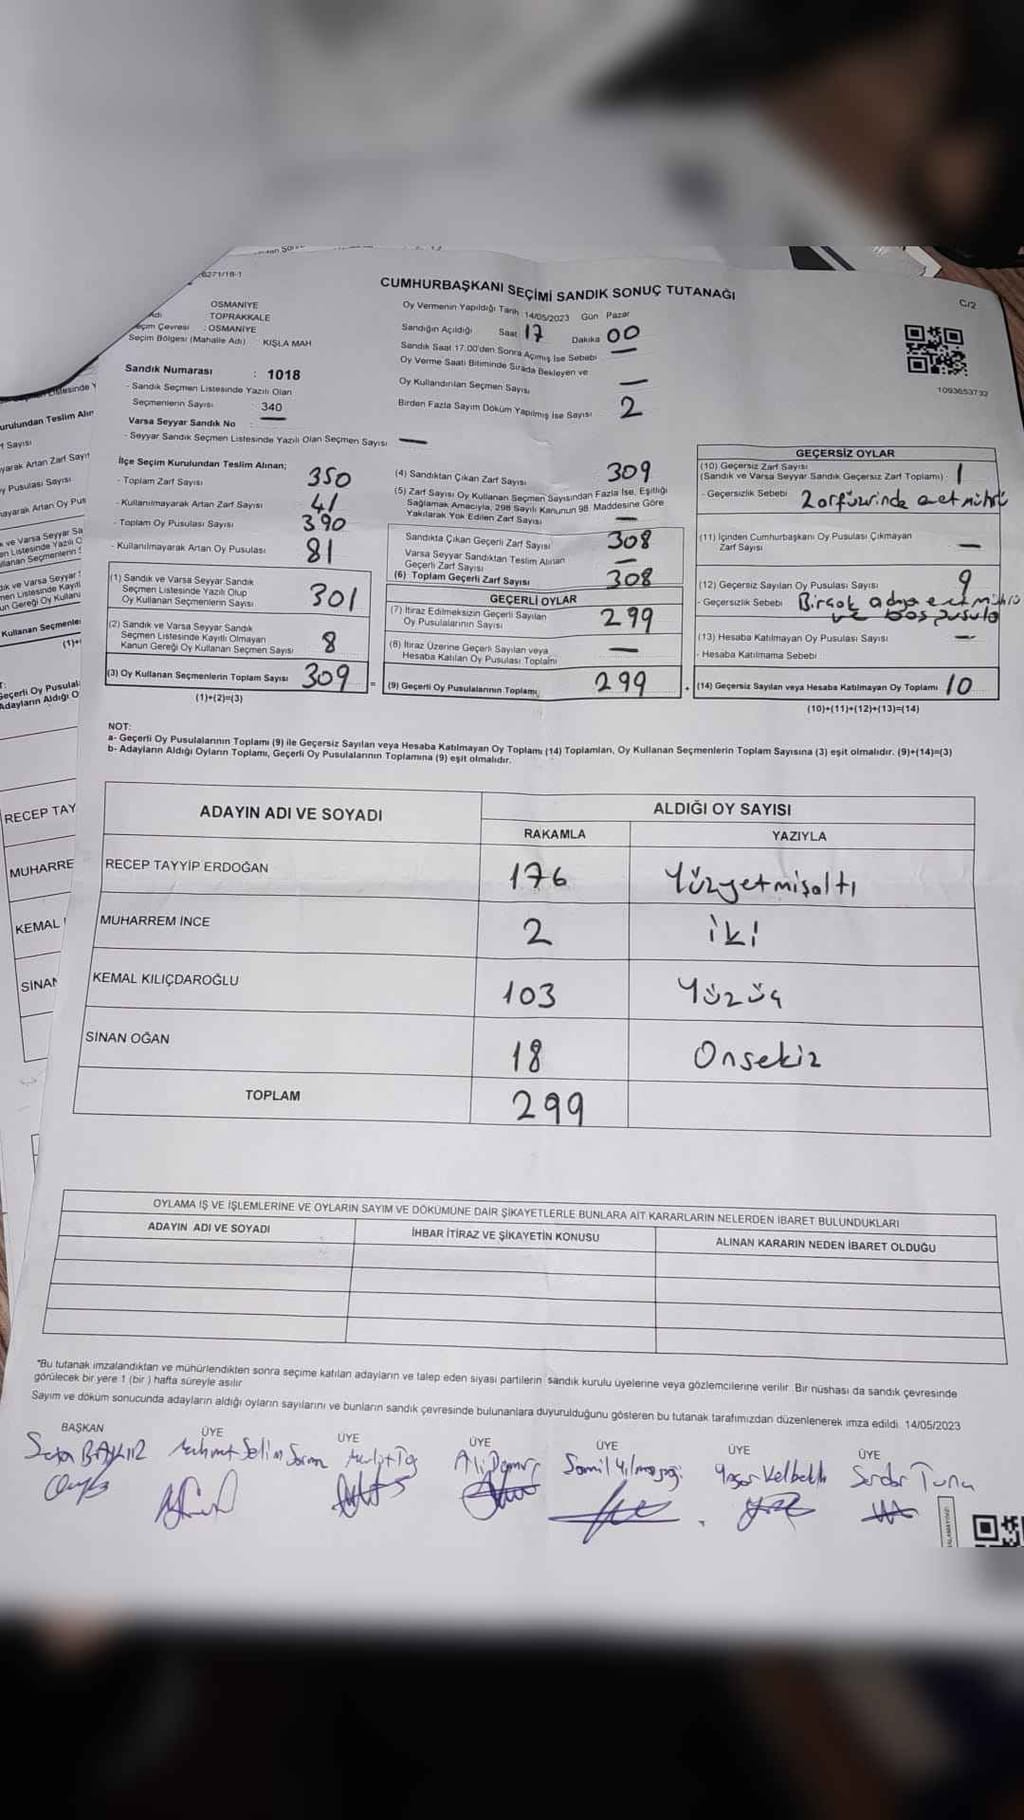 6271/18-1
CUMHURBAŞKANI SEÇİMİ SANDIK SONUÇ TUTANAĞI
C/2
OSMANİYE
TOPRAKKALE
Seçim Çevresi : OSMANİYE
Seçim Bölgesi (Mahalle Adı) KIŞLA MAH
Oy Vermenin Yapıldığı Tarih 14/05/2023 Gün Pazar
Sandığın Açıldığı Saat 17 Dakika 00
Sandık Saat 17.00'den Sonra Açılmış İse Sebebi —
Oy Verme Saati Bitiminde Sırada Bekleyen ve
Oy Kullandırılan Seçmen Sayısı —
Birden Fazla Sayım Döküm Yapılmış İse Sayısı 2
1093653732
Sandık Numarası : 1018
- Sandık Seçmen Listesinde Yazılı Olan
Seçmenlerin Sayısı : 340
Varsa Seyyar Sandık No —
- Seyyar Sandık Seçmen Listesinde Yazılı Olan Seçmen Sayısı —
İlçe Seçim Kurulundan Teslim Alınan;
- Toplam Zarf Sayısı 350
- Kullanılmayarak Artan Zarf Sayısı 41
- Toplam Oy Pusulası Sayısı 390
- Kullanılmayarak Artan Oy Pusulası 81
(1) Sandık ve Varsa Seyyar Sandık
Seçmen Listesinde Yazılı Olup
Oy Kullanan Seçmenlerin Sayısı 301
(2) Sandık ve Varsa Seyyar Sandık
Seçmen Listesinde Kayıtlı Olmayan
Kanun Gereği Oy Kullanan Seçmen Sayısı 8
(3) Oy Kullanan Seçmenlerin Toplam Sayısı 309
(1)+(2)=(3)
(4) Sandıktan Çıkan Zarf Sayısı 309
(5) Zarf Sayısı Oy Kullanan Seçmen Sayısından Fazla İse, Eşitliği
Sağlamak Amacıyla, 298 Sayılı Kanunun 98. Maddesine Göre
Yakılarak Yok Edilen Zarf Sayısı —
Sandıkta Çıkan Geçerli Zarf Sayısı 308
Varsa Seyyar Sandıktan Teslim Alınan
Geçerli Zarf Sayısı —
(6) Toplam Geçerli Zarf Sayısı 308
GEÇERLİ OYLAR
(7) İtiraz Edilmeksizin Geçerli Sayılan
Oy Pusulalarının Sayısı 299
(8) İtiraz Üzerine Geçerli Sayılan veya
Hesaba Katılan Oy Pusulası Toplamı —
(9) Geçerli Oy Pusulalarının Toplamı 299
GEÇERSİZ OYLAR
(10) Geçersiz Zarf Sayısı
(Sandık ve Varsa Seyyar Sandık Geçersiz Zarf Toplamı) 1
- Geçersizlik Sebebi Zarf üzerinde evet mührü
(11) İçinden Cumhurbaşkanı Oy Pusulası Çıkmayan
Zarf Sayısı —
(12) Geçersiz Sayılan Oy Pusulası Sayısı 9
- Geçersizlik Sebebi Birçok adaya evet mührü
ve boş pusula
(13) Hesaba Katılmayan Oy Pusulası Sayısı —
- Hesaba Katılmama Sebebi
(14) Geçersiz Sayılan veya Hesaba Katılmayan Oy Toplamı 10
(10)+(11)+(12)+(13)=(14)
NOT:
a- Geçerli Oy Pusulalarının Toplamı (9) ile Geçersiz Sayılan veya Hesaba Katılmayan Oy Toplamı (14) Toplamları, Oy Kullanan Seçmenlerin Toplam Sayısına (3) eşit olmalıdır. (9)+(14)=(3)
b- Adayların Aldığı Oyların Toplamı, Geçerli Oy Pusulalarının Toplamına (9) eşit olmalıdır.
ADAYIN ADI VE SOYADI
ALDIĞI OY SAYISI
RAKAMLA YAZIYLA
RECEP TAYYİP ERDOĞAN 176 Yüzyetmişaltı
MUHARREM İNCE 2 iki
KEMAL KILIÇDAROĞLU 103 Yüzüç
SİNAN OĞAN 18 Onsekiz
TOPLAM 299
OYLAMA İŞ VE İŞLEMLERİNE VE OYLARIN SAYIM VE DÖKÜMÜNE DAİR ŞİKAYETLERLE BUNLARA AİT KARARLARIN NELERDEN İBARET BULUNDUKLARI
ADAYIN ADI VE SOYADI İHBAR İTİRAZ VE ŞİKAYETİN KONUSU ALINAN KARARIN NEDEN İBARET OLDUĞU
"Bu tutanak imzalandıktan ve mühürlendikten sonra seçime katılan adayların ve talep eden siyasi partilerin sandık kurulu üyelerine veya gözlemcilerine verilir. Bir nüshası da sandık çevresinde
görülecek bir yere 1 (bir) hafta süreyle asılır
Sayım ve döküm sonucunda adayların aldığı oyların sayılarını ve bunların sandık çevresinde bulunanlara duyurulduğunu gösteren bu tutanak tarafımızdan düzenlenerek imza edildi. 14/05/2023
BAŞKAN ÜYE ÜYE ÜYE ÜYE ÜYE ÜYE
Mehmet Selim Serdar Tuna
RECEP TAY
MUHARRE
KEMAL
SİNAN